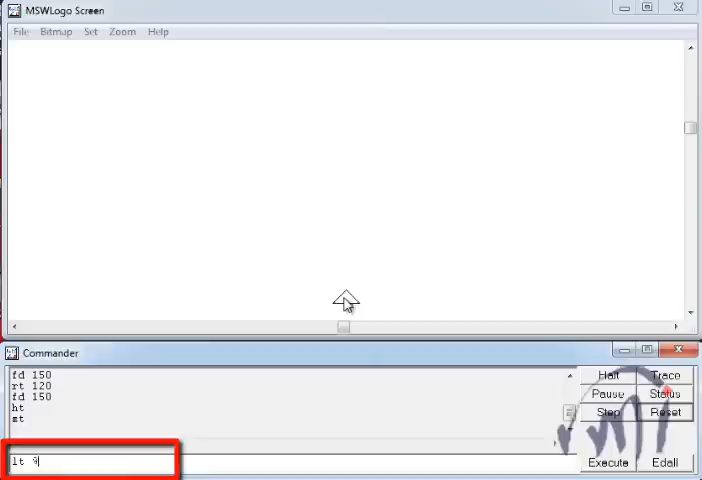 MSWLogo Screen
File Bitmap Set Zoom Help
Commander
fd 150
rt 120
fd 150
ht
st
Halt Trace
Pause Status
Step Reset
lt
Execute Edall